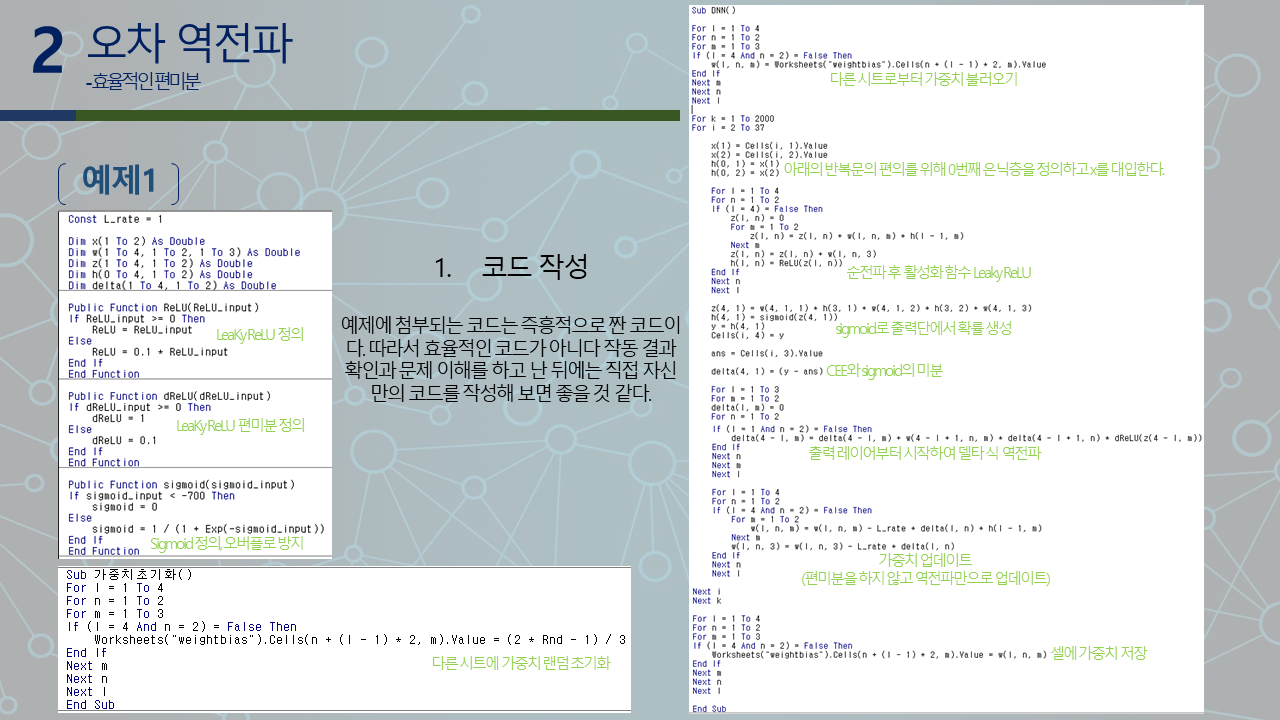 2 오차 역전파
-효율적인 편미분
예제1
Const L_rate = 1
Dim x(1 To 2) As Double
Dim w(1 To 4, 1 To 2, 1 To 3) As Double
Dim z(1 To 4, 1 To 2) As Double
Dim h(0 To 4, 1 To 2) As Double
Dim delta(1 To 4, 1 To 2) As Double
Public Function ReLU(ReLU_input)
If ReLU_input >= 0 Then
ReLU = ReLU_input
LeaKy ReLU 정의
Else
ReLU = 0.1 * ReLU_input
End If
End Function
Public Function dReLU(dReLU_input)
If dReLU_input >= 0 Then
dReLU = 1
LeaKy ReLU 편미분 정의
Else
dReLU = 0.1
End If
End Function
Public Function sigmoid(sigmoid_input)
If sigmoid_input < -700 Then
sigmoid = 0
Else
sigmoid = 1 / (1 + Exp(-sigmoid_input))
End If
Sigmoid 정의, 오버플로 방지
End Function
1. 코드 작성
예제에 첨부되는 코드는 즉흥적으로 짠 코드이
다. 따라서 효율적인 코드가 아니다 작동 결과
확인과 문제 이해를 하고 난 뒤에는 직접 자신
만의 코드를 작성해 보면 좋을 것 같다.
Sub 가중치초기화()
For l = 1 To 4
For n = 1 To 2
For m = 1 To 3
If (l = 4 And n = 2) = False Then
Worksheets("weightbias").Cells(n + (l - 1) * 2, m).Value = (2 * Rnd - 1) / 3
End If
다른 시트에 가중치 랜덤 초기화
Next m
Next n
Next l
End Sub
Sub DNN()
For l = 1 To 4
For n = 1 To 2
For m = 1 To 3
If (l = 4 And n = 2) = False Then
w(l, n, m) = Worksheets("weightbias").Cells(n + (l - 1) * 2, m).Value
End If
다른 시트로부터 가중치 불러오기
Next m
Next n
Next l
For k = 1 To 2000
For i = 2 To 37
x(1) = Cells(i, 1).Value
x(2) = Cells(i, 2).Value
h(0, 1) = x(1)
h(0, 2) = x(2) 아래의 반복문의 편의를 위해 0번째 은닉층을 정의하고 x를 대입한다.
For l = 1 To 4
For n = 1 To 2
If (l = 4) = False Then
z(l, n) = 0
For m = 1 To 2
z(l, n) = z(l, n) + w(l, n, m) * h(l - 1, m)
Next m
z(l, n) = z(l, n) + w(l, n, 3)
h(l, n) = ReLU(z(l, n))
End If 순전파 후 활성화 함수 Leaky ReLU
Next n
Next l
z(4, 1) = w(4, 1, 1) * h(3, 1) + w(4, 1, 2) * h(3, 2) + w(4, 1, 3)
h(4, 1) = sigmoid(z(4, 1))
y = h(4, 1) sigmoid로 출력단에서 확률 생성
Cells(i, 4) = y
ans = Cells(i, 3).Value
delta(4, 1) = (y - ans) CEE와 sigmoid의 미분
For l = 1 To 3
For m = 1 To 2
delta(l, m) = 0
For n = 1 To 2
If (l = 1 And n = 2) = False Then
delta(4 - l, m) = delta(4 - l, m) + w(4 - l + 1, n, m) * delta(4 - l + 1, n) * dReLU(z(4 - l, m))
End If
Next n 출력 레이어부터 시작하여 델타 식 역전파
Next m
Next l
For l = 1 To 4
For n = 1 To 2
If (l = 4 And n = 2) = False Then
For m = 1 To 2
w(l, n, m) = w(l, n, m) - L_rate * delta(l, n) * h(l - 1, m)
Next m
w(l, n, 3) = w(l, n, 3) - L_rate * delta(l, n)
End If 가중치 업데이트
Next n
Next l (편미분을 하지 않고 역전파만으로 업데이트)
Next i
Next k
For l = 1 To 4
For n = 1 To 2
For m = 1 To 3
If (l = 4 And n = 2) = False Then
Worksheets("weightbias").Cells(n + (l - 1) * 2, m).Value = w(l, n, m) 셀에 가중치 저장
End If
Next m
Next n
Next l
End Sub